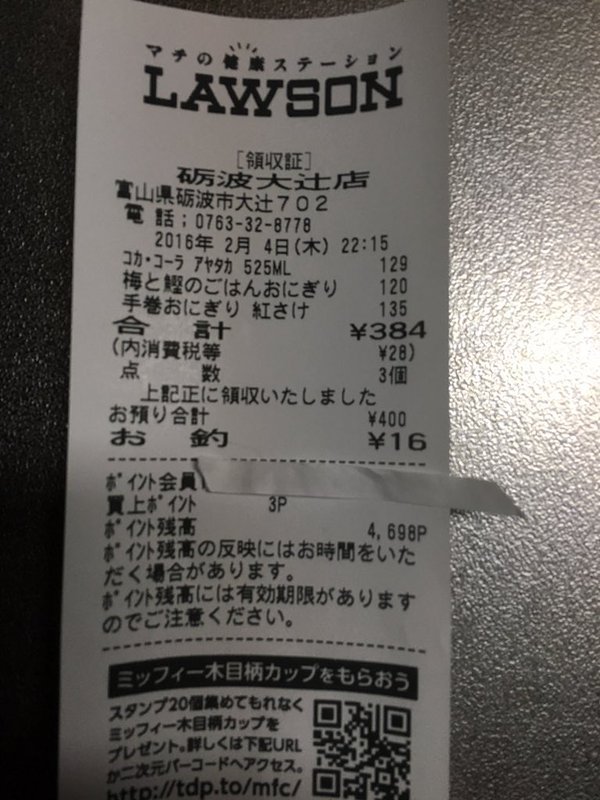 マチの健康ステーション
LAWSON
[領収証]
砺波大辻店
富山県砺波市大辻702
電話;0763-32-8778
2016年 2月 4日(木) 22:15
コカ・コーラ アヤタカ 525ML 129
梅と鰹のごはんおにぎり 120
手巻おにぎり 紅さけ 135
合 計 ¥384
(内消費税等 ¥28)
点 数 3個
上記正に領収いたしました
お預り合計 ¥400
お 釣 ¥16
ポイント会員
買上ポイント 3P
ポイント残高 4,698P
ポイント残高の反映にはお時間をいた
だく場合があります。
ポイント残高には有効期限があります
のでご注意ください。
ミッフィー木目柄カップをもらおう
スタンプ20個集めてもれなく
ミッフィー木目柄カップを
プレゼント。詳しくは下記URL
か二次元バーコードへアクセス。
http://tdp.to/mfc/